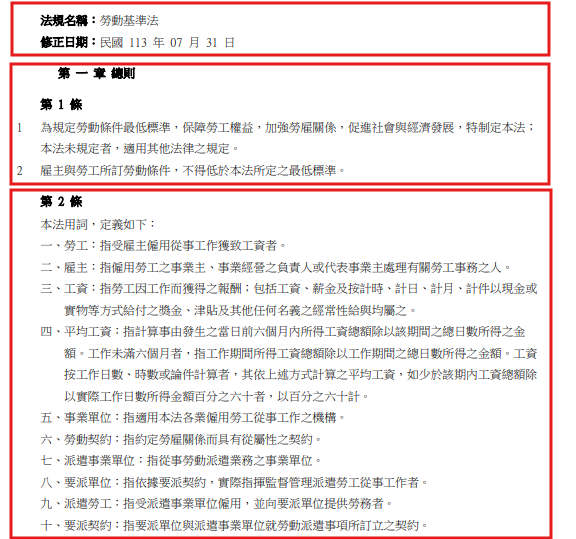 法規名稱：勞動基準法
修正日期：民國 113 年 07 月 31 日
第 一 章 總則
第 1 條
1 為規定勞動條件最低標準，保障勞工權益，加強勞雇關係，促進社會與經濟發展，特制定本法；
本法未規定者，適用其他法律之規定。
2 雇主與勞工所訂勞動條件，不得低於本法所定之最低標準。
第 2 條
本法用詞，定義如下：
一、勞工：指受雇主僱用從事工作獲致工資者。
二、雇主：指僱用勞工之事業主、事業經營之負責人或代表事業主處理有關勞工事務之人。
三、工資：指勞工因工作而獲得之報酬；包括工資、薪金及按計時、計日、計月、計件以現金或
實物等方式給付之獎金、津貼及其他任何名義之經常性給與均屬之。
四、平均工資：指計算事由發生之當日前六個月內所得工資總額除以該期間之總日數所得之金
額。工作未滿六個月者，指工作期間所得工資總額除以工作期間之總日數所得之金額。工資
按工作日數、時數或論件計算者，其依上述方式計算之平均工資，如少於該期內工資總額除
以實際工作日數所得金額百分之六十者，以百分之六十計。
五、事業單位：指適用本法各業僱用勞工從事工作之機構。
六、勞動契約：指約定勞雇關係而具有從屬性之契約。
七、派遣事業單位：指從事勞動派遣業務之事業單位。
八、要派單位：指依據要派契約，實際指揮監督管理派遣勞工從事工作者。
九、派遣勞工：指受派遣事業單位僱用，並向要派單位提供勞務者。
十、要派契約：指要派單位與派遣事業單位就勞動派遣事項所訂立之契約。